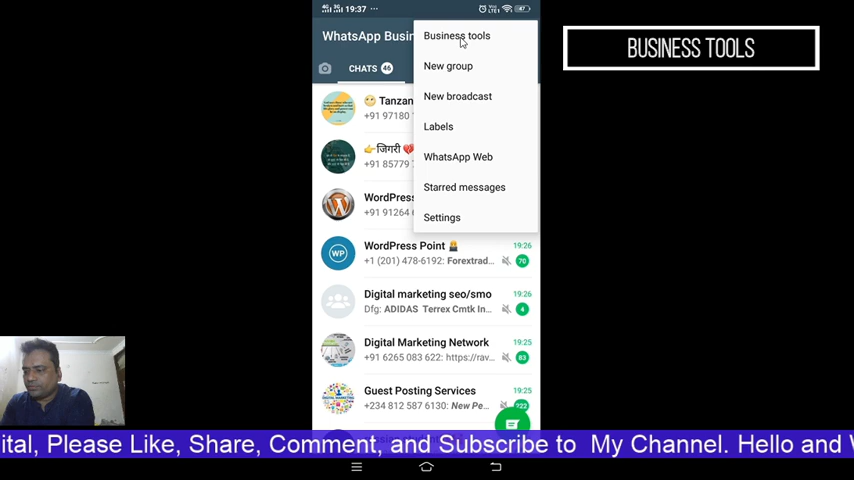 19:37 ...
47
WhatsApp Busin
CHATS 46
Business tools
New group
New broadcast
Labels
WhatsApp Web
Starred messages
Settings
BUSINESS TOOLS
Tanzan
+91 97180
👉जिगरी 💔
+91 85779
WordPress
+91 91264
WP
WordPress Point
19:26
+1 (201) 478-6192: Forextrad...
70
Digital marketing seo/smo
19:26
Dfg: ADIDAS Terrex Cmtk In...
4
Digital Marketing Network
19:25
+91 6265 083 622: https://rav...
83
Guest Posting Services
19:25
+234 812 587 6130: New Pe...
222
ital, Please Like, Share, Comment, and Subscribe to My Channel. Hello and W